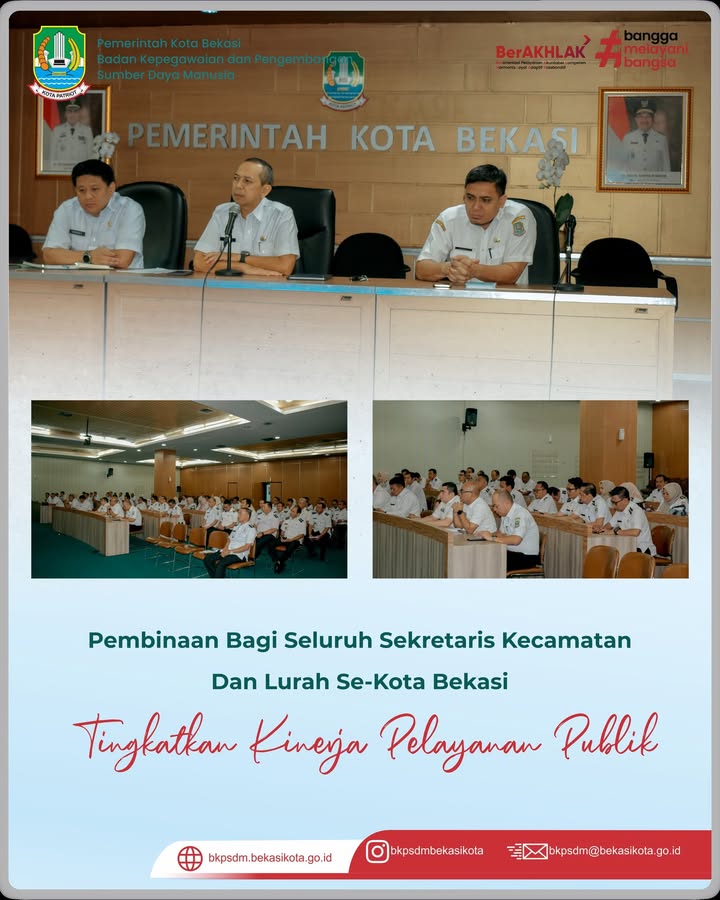 Pemerintah Kota Bekasi
Badan Kepegawaian dan Pengembangan
Sumber Daya Manusia
KOTA PATRIOT
BerAKHLAK
#bangga
melayani
bangsa
PEMERINTAH KOTA BEKASI
Pembinaan Bagi Seluruh Sekretaris Kecamatan
Dan Lurah Se-Kota Bekasi
Tingkatkan Kinerja Pelayanan Publik
bkpsdm.bekasikota.go.id
bkpsdmbekasikota
bkpsdm@bekasikota.go.id